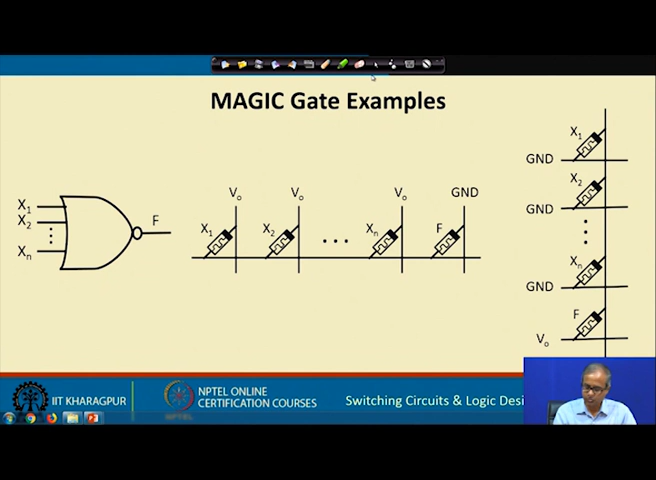 MAGIC Gate Examples
X1
X2
Xn
F
Vo
Vo
Vo
GND
X1
X2
Xn
F
X1
GND
X2
GND
Xn
GND
F
Vo
IIT KHARAGPUR
NPTEL ONLINE
CERTIFICATION COURSES
NPTEL
Switching Circuits & Logic Desi